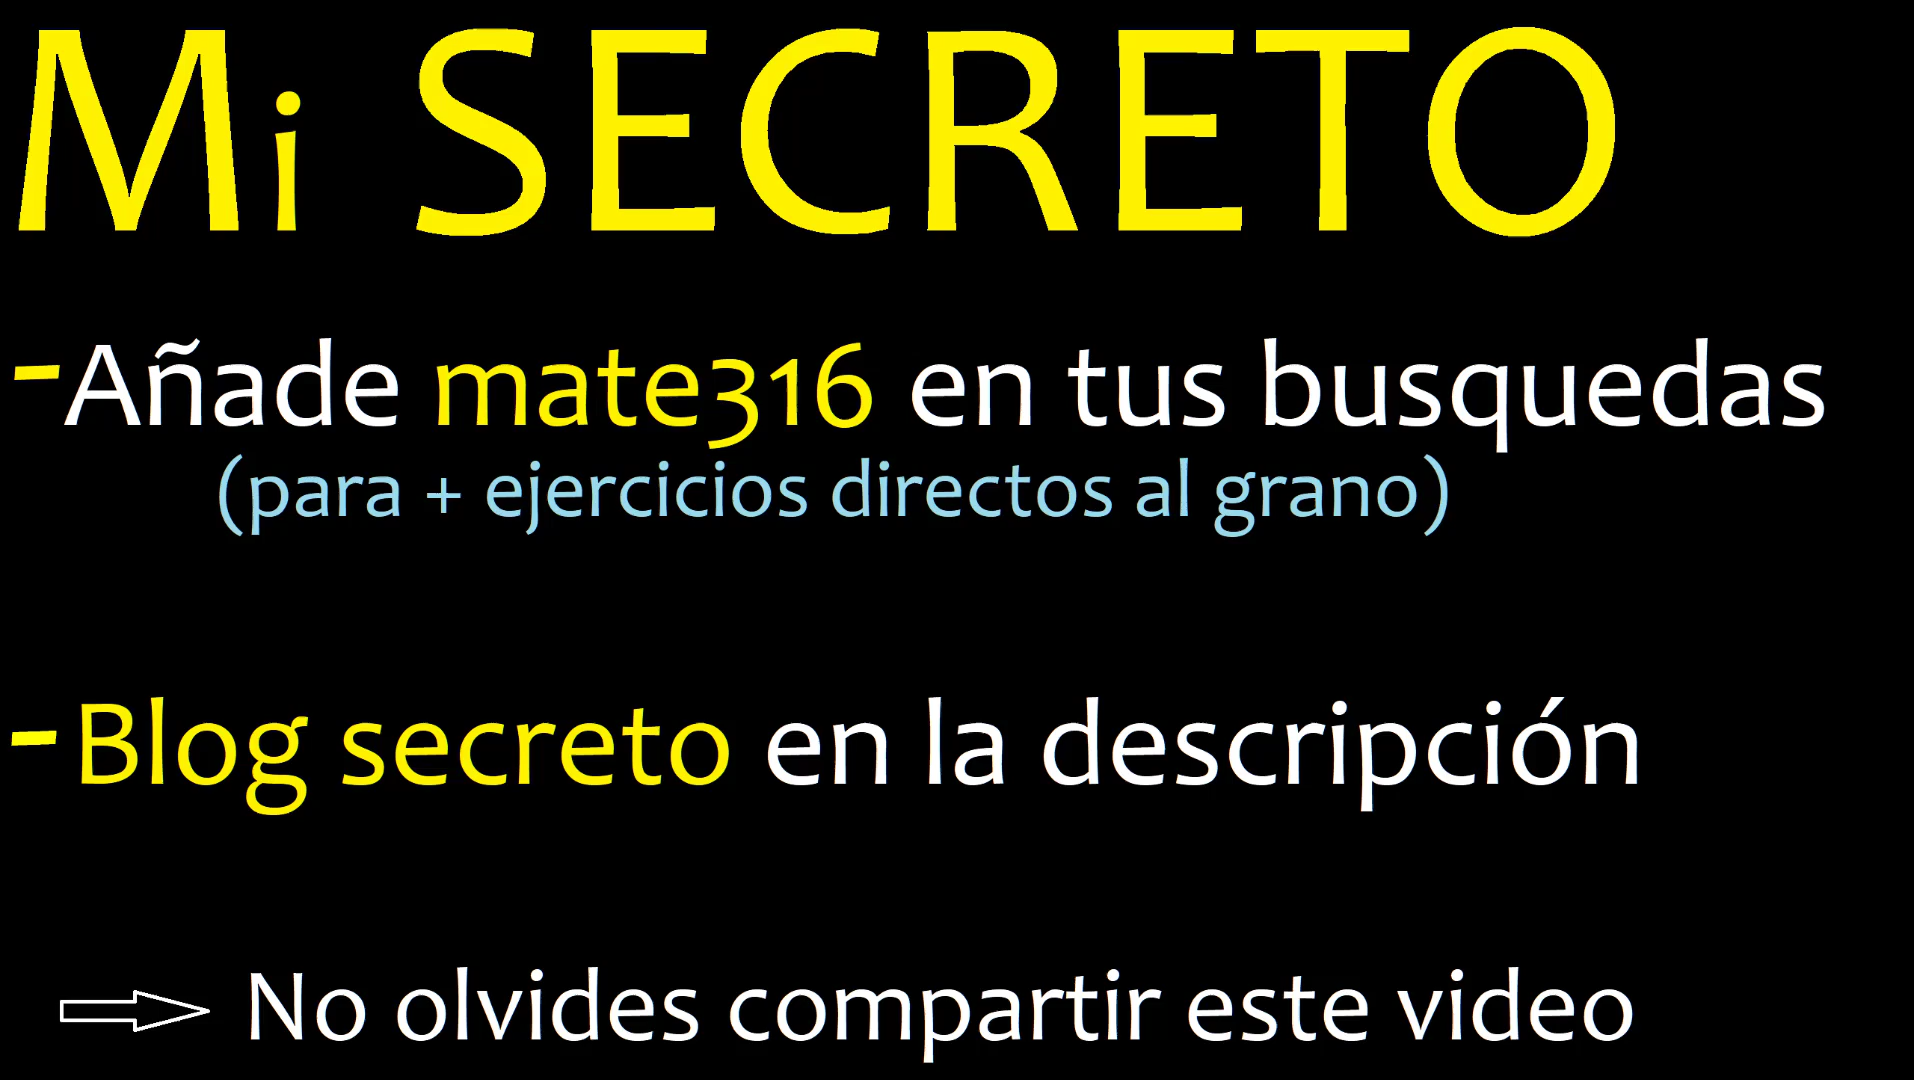 Mi SECRETO
-Añade mate316 en tus busquedas
(para + ejercicios directos al grano)
-Blog secreto en la descripción
No olvides compartir este video